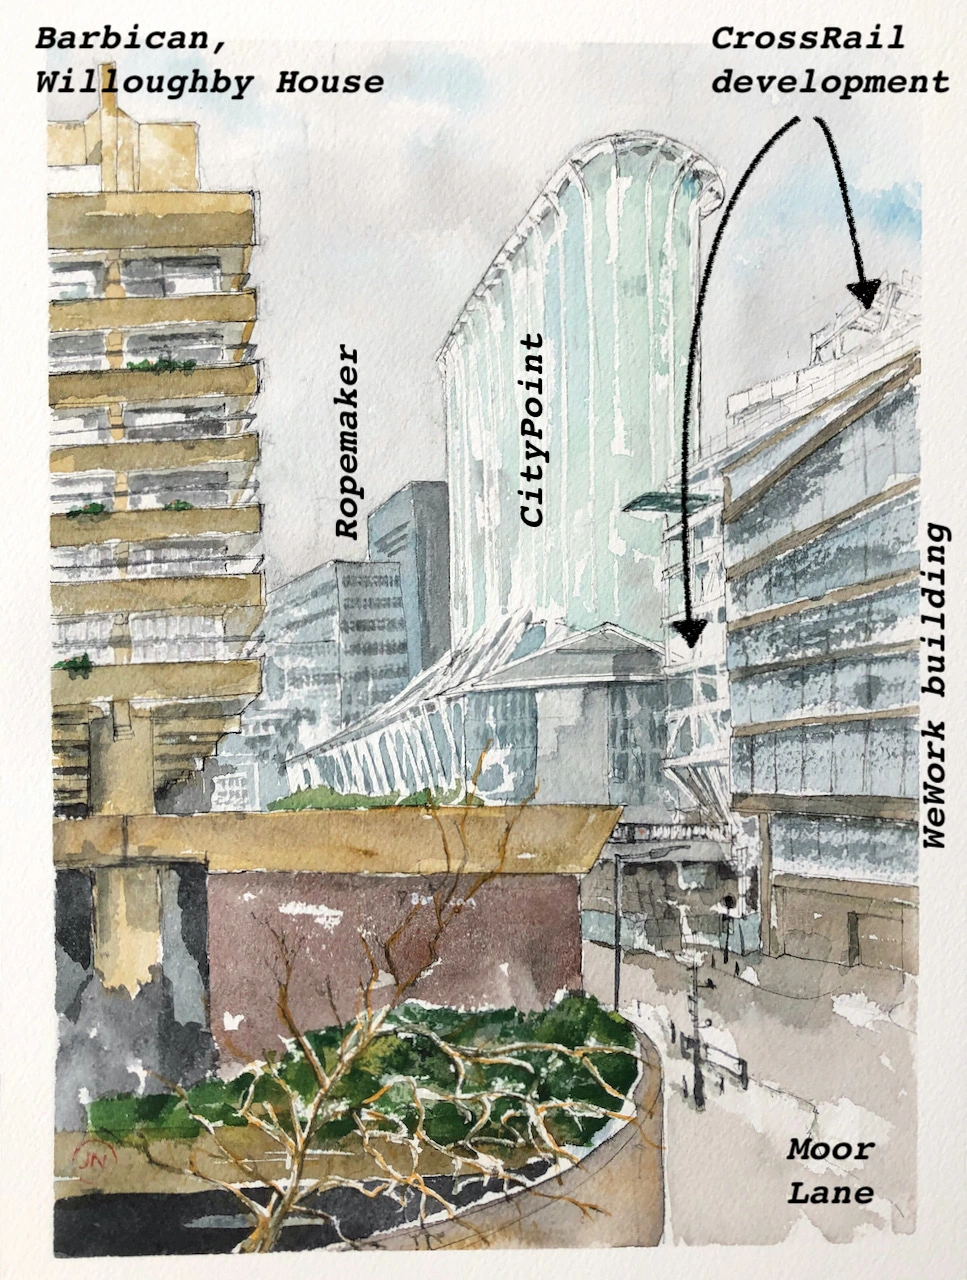 Barbican,
Willoughby House
CrossRail
development
Ropemaker
CityPoint
WeWork building
Moor
Lane
JN